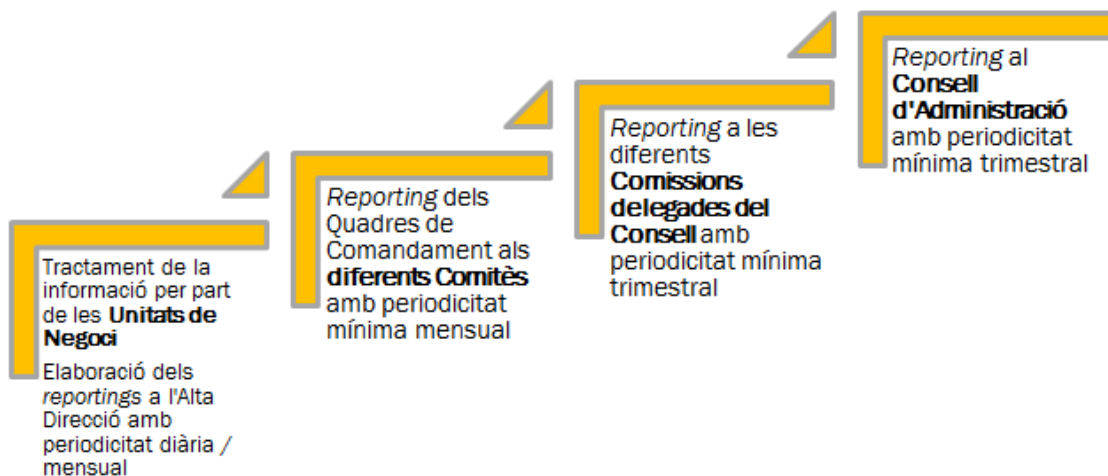 Tractament de la
informació per part
de les Unitats de
Negoci
Elaboració dels
reportings a l'Alta
Direcció amb
periodicitat diària /
mensual
Reporting dels
Quadres de
Comandament als
diferents Comitès
amb periodicitat
mínima mensual
Reporting a les
diferents
Comissions
delegades del
Consell amb
periodicitat mínima
trimestral
Reporting al
Consell
d'Administració
amb periodicitat
mínima trimestral